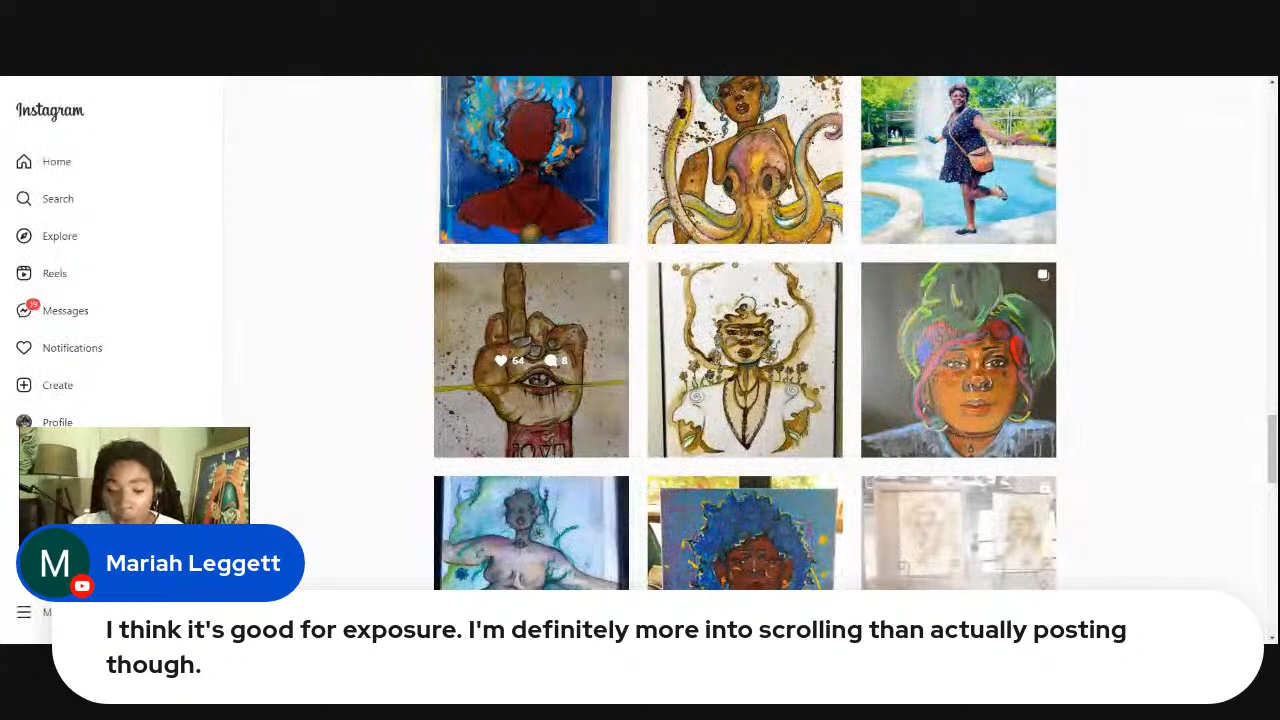 Instagram
Home
Search
Explore
Reels
19
Messages
Notifications
Create
Profile
64 8
M
Mariah Leggett
M
I think it's good for exposure. I'm definitely more into scrolling than actually posting
though.